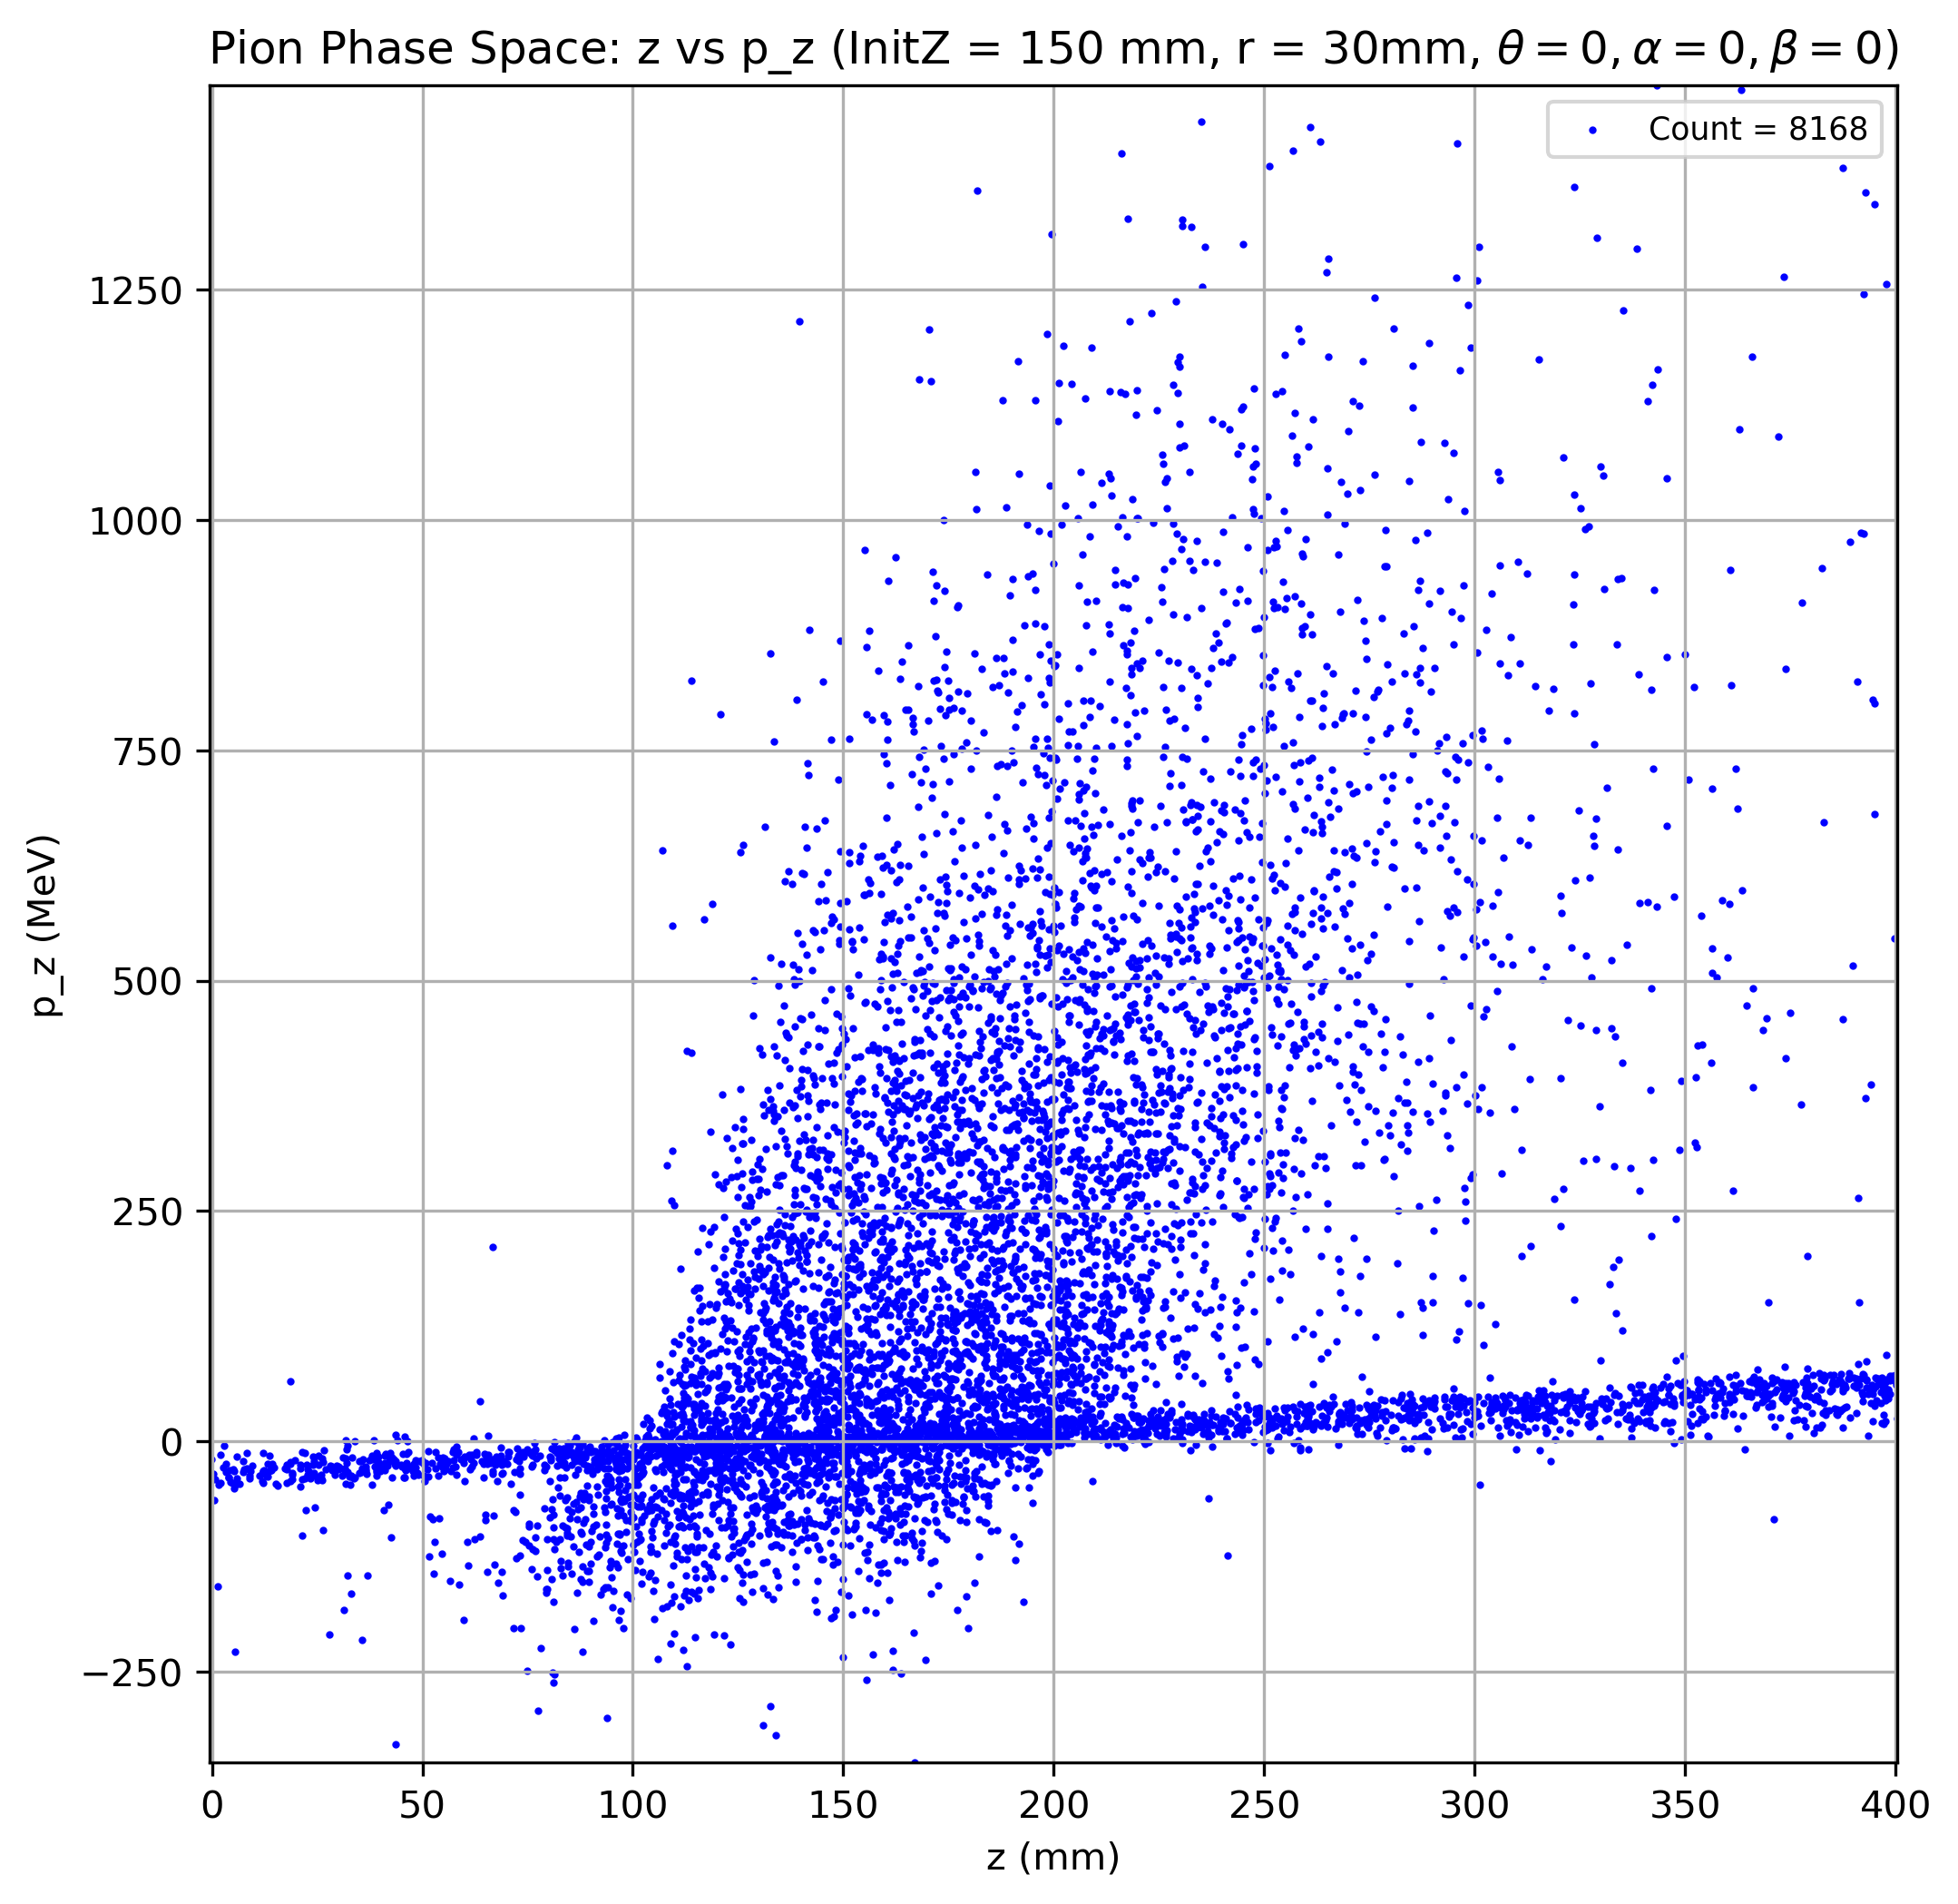 Pion Phase Space: z vs p_z (InitZ = 150 mm, r = 30mm, θ = 0, α = 0, β = 0)
Count = 8168
1250
1000
750
500
250
0
−250
p_z (MeV)
0 50 100 150 200 250 300 350 400
z (mm)